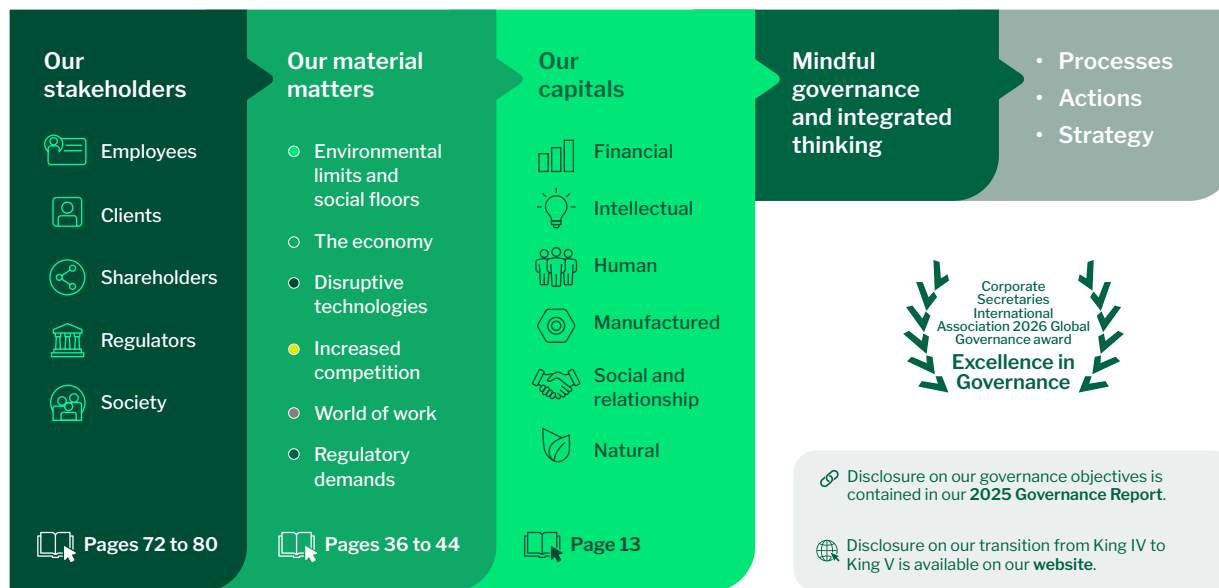 Our
stakeholders
Employees
Clients
Shareholders
Regulators
Society
Pages 72 to 80
Our material
matters
Environmental
limits and
social floors
The economy
Disruptive
technologies
Increased
competition
World of work
Regulatory
demands
Pages 36 to 44
Our
capitals
Financial
Intellectual
Human
Manufactured
Social and
relationship
Natural
Page 13
Mindful
governance
and integrated
thinking
• Processes
• Actions
• Strategy
Corporate
Secretaries
International
Association 2026 Global
Governance award
Excellence in
Governance
Disclosure on our governance objectives is
contained in our 2025 Governance Report.
Disclosure on our transition from King IV to
King V is available on our website.